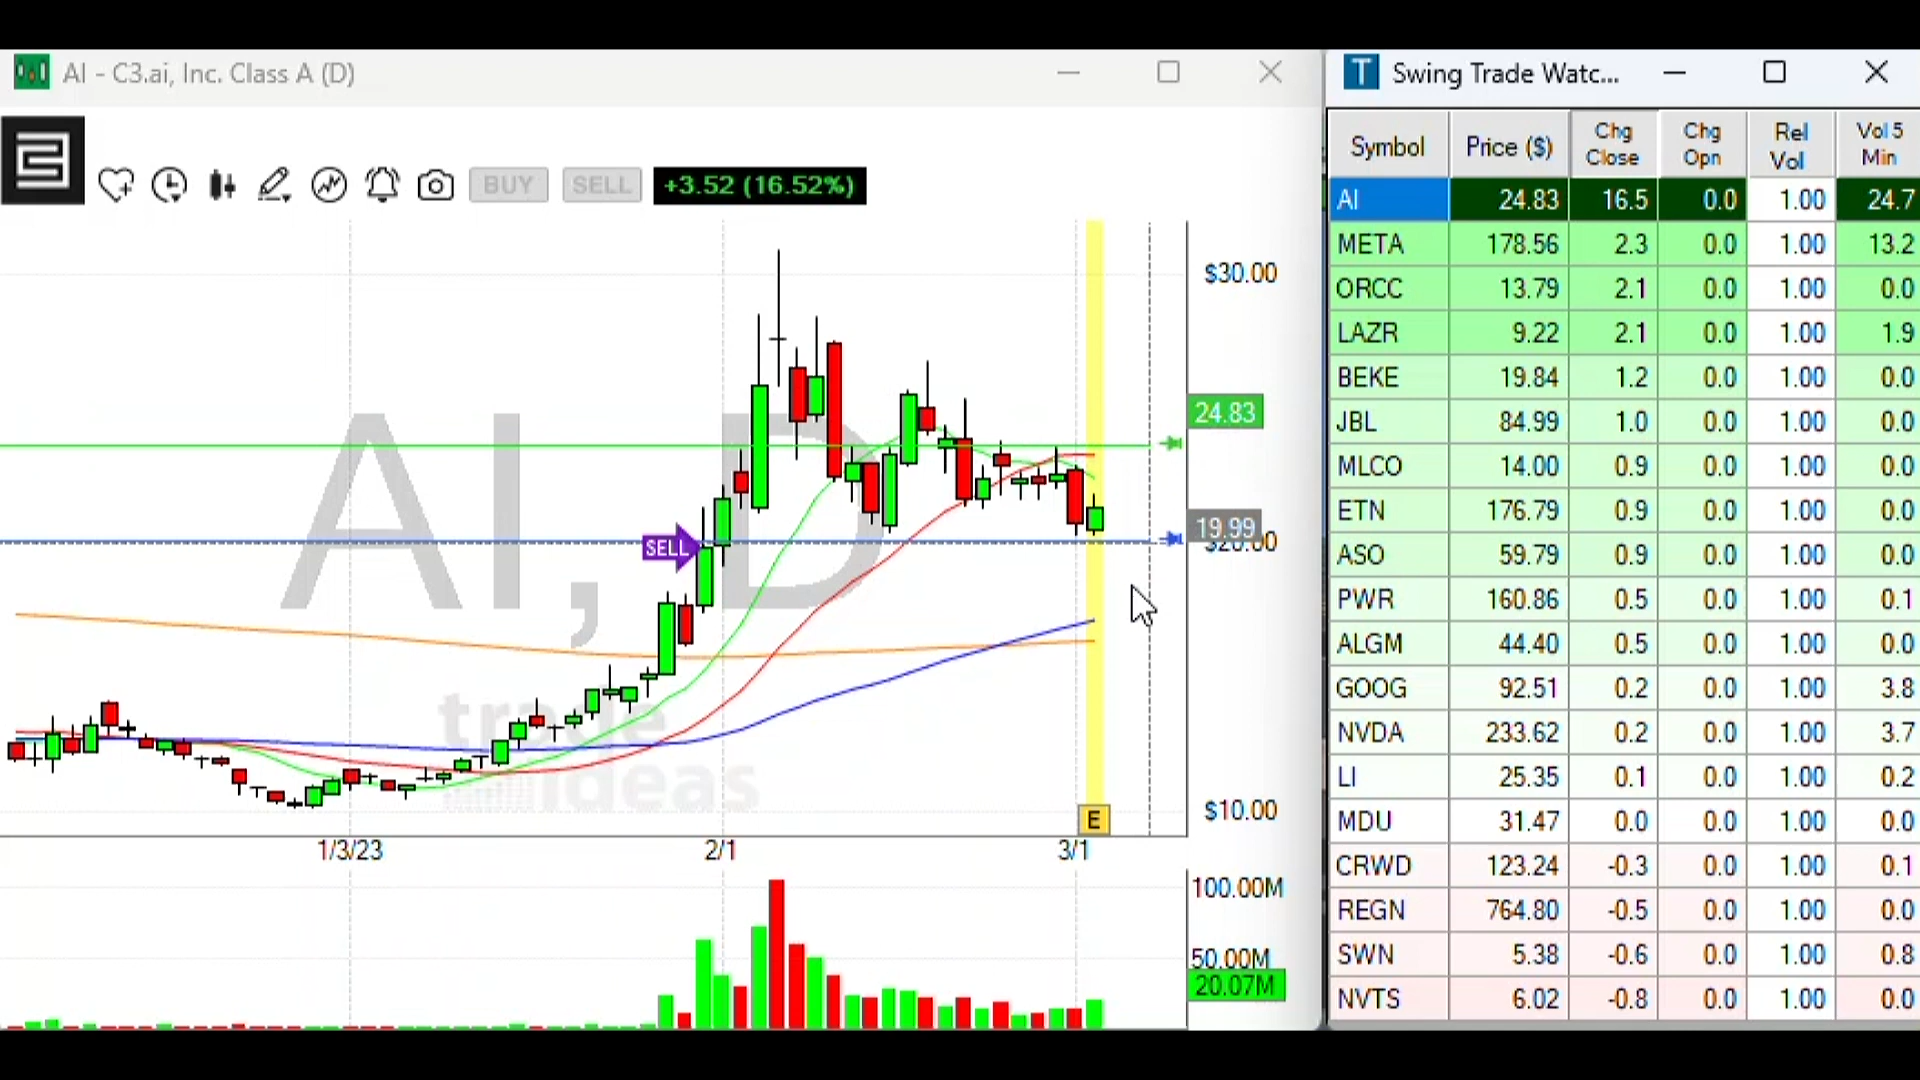 AI - C3.ai, Inc. Class A (D)
BUY SELL +3.52 (16.52%)
AI, D
trade
ideas
SELL
$30.00
24.83
19.99
$20.00
$10.00
E
1/3/23 2/1 3/1
100.00M
50.00M
20.07M
Swing Trade Watc...
Symbol Price ($) Chg Close Chg Opn Rel Vol Vol 5 Min
AI 24.83 16.5 0.0 1.00 24.7
META 178.56 2.3 0.0 1.00 13.2
ORCC 13.79 2.1 0.0 1.00 0.0
LAZR 9.22 2.1 0.0 1.00 1.9
BEKE 19.84 1.2 0.0 1.00 0.0
JBL 84.99 1.0 0.0 1.00 0.0
MLCO 14.00 0.9 0.0 1.00 0.0
ETN 176.79 0.9 0.0 1.00 0.0
ASO 59.79 0.9 0.0 1.00 0.0
PWR 160.86 0.5 0.0 1.00 0.1
ALGM 44.40 0.5 0.0 1.00 0.0
GOOG 92.51 0.2 0.0 1.00 3.8
NVDA 233.62 0.2 0.0 1.00 3.7
LI 25.35 0.1 0.0 1.00 0.2
MDU 31.47 0.0 0.0 1.00 0.0
CRWD 123.24 -0.3 0.0 1.00 0.1
REGN 764.80 -0.5 0.0 1.00 0.0
SWN 5.38 -0.6 0.0 1.00 0.8
NVTS 6.02 -0.8 0.0 1.00 0.0